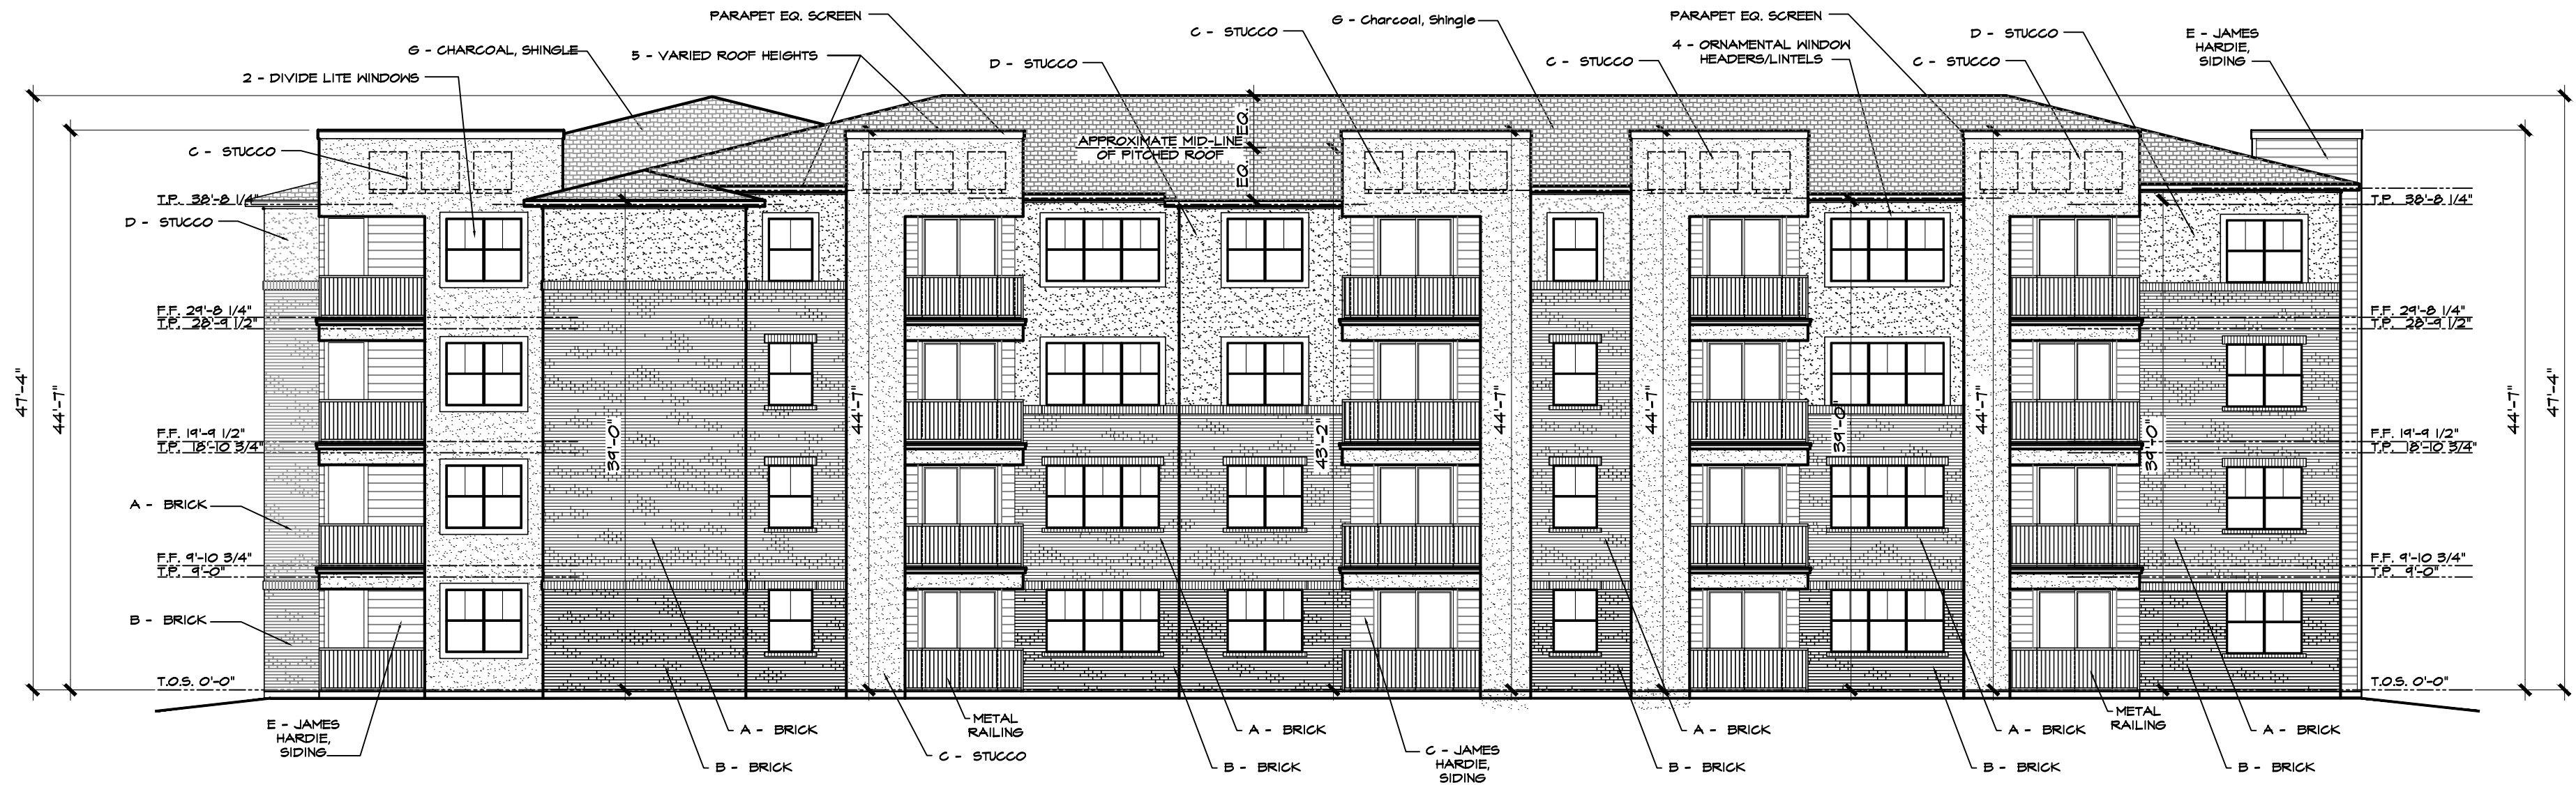 PARAPET EQ. SCREEN
G - Charcoal, Shingle
PARAPET EQ. SCREEN
C - STUCCO
D - STUCCO
E - JAMES
HARDIE,
SIDING
G - CHARCOAL, SHINGLE
5 - VARIED ROOF HEIGHTS
D - STUCCO
C - STUCCO
4 - ORNAMENTAL WINDOW
HEADERS/LINTELS
C - STUCCO
2 - DIVIDE LITE WINDOWS
EQ.
APPROXIMATE MID-LINE
OF PITCHED ROOF
EQ.
C - STUCCO
T.P. 38'-8 1/4"
T.P. 38'-8 1/4"
D - STUCCO
F.F. 29'-8 1/4"
T.P. 28'-9 1/2"
F.F. 29'-8 1/4"
T.P. 28'-9 1/2"
47'-4"
44'-7"
39'-0"
44'-7"
43'-2"
44'-7"
44'-7"
39'-0"
44'-7"
39'-0"
44'-7"
47'-4"
F.F. 19'-9 1/2"
T.P. 18'-10 3/4"
F.F. 19'-9 1/2"
T.P. 18'-10 3/4"
A - BRICK
F.F. 9'-10 3/4"
T.P. 9'-0"
F.F. 9'-10 3/4"
T.P. 9'-0"
B - BRICK
T.O.S. 0'-0"
T.O.S. 0'-0"
E - JAMES
HARDIE,
SIDING
A - BRICK
B - BRICK
METAL
RAILING
C - STUCCO
A - BRICK
B - BRICK
C - JAMES
HARDIE,
SIDING
A - BRICK
B - BRICK
A - BRICK
B - BRICK
METAL
RAILING
A - BRICK
B - BRICK